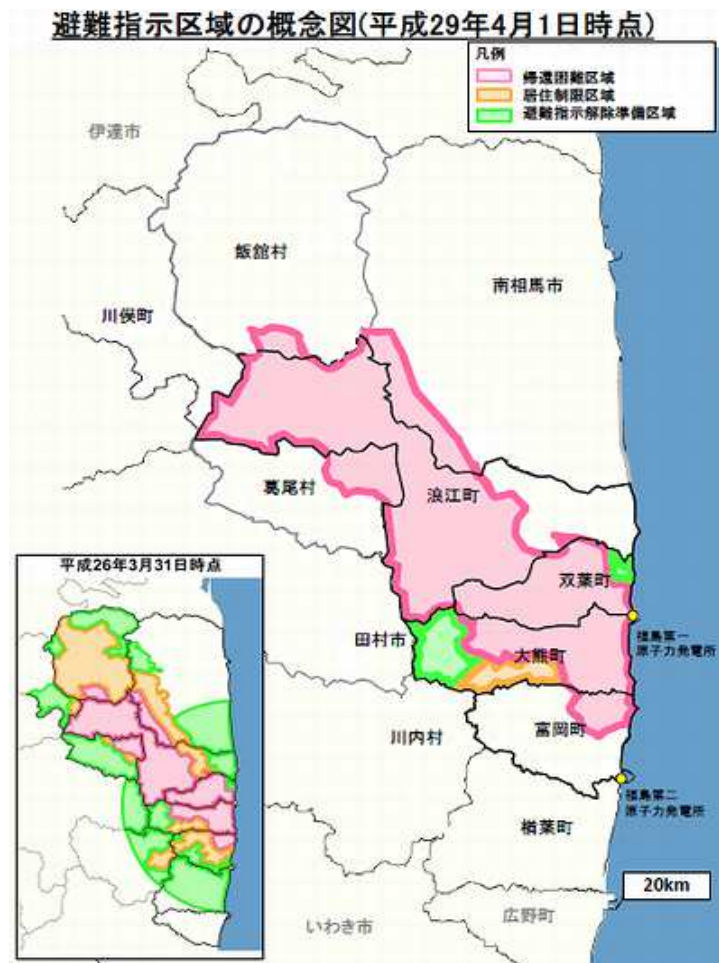 避難指示区域の概念図(平成29年4月1日時点)
凡例
帰還困難区域
居住制限区域
避難指示解除準備区域
伊達市
飯舘村
南相馬市
川俣町
葛尾村
浪江町
平成26年3月31日時点
双葉町
田村市
福島第一
原子力発電所
大熊町
川内村
富岡町
福島第二
原子力発電所
楢葉町
20km
いわき市
広野町